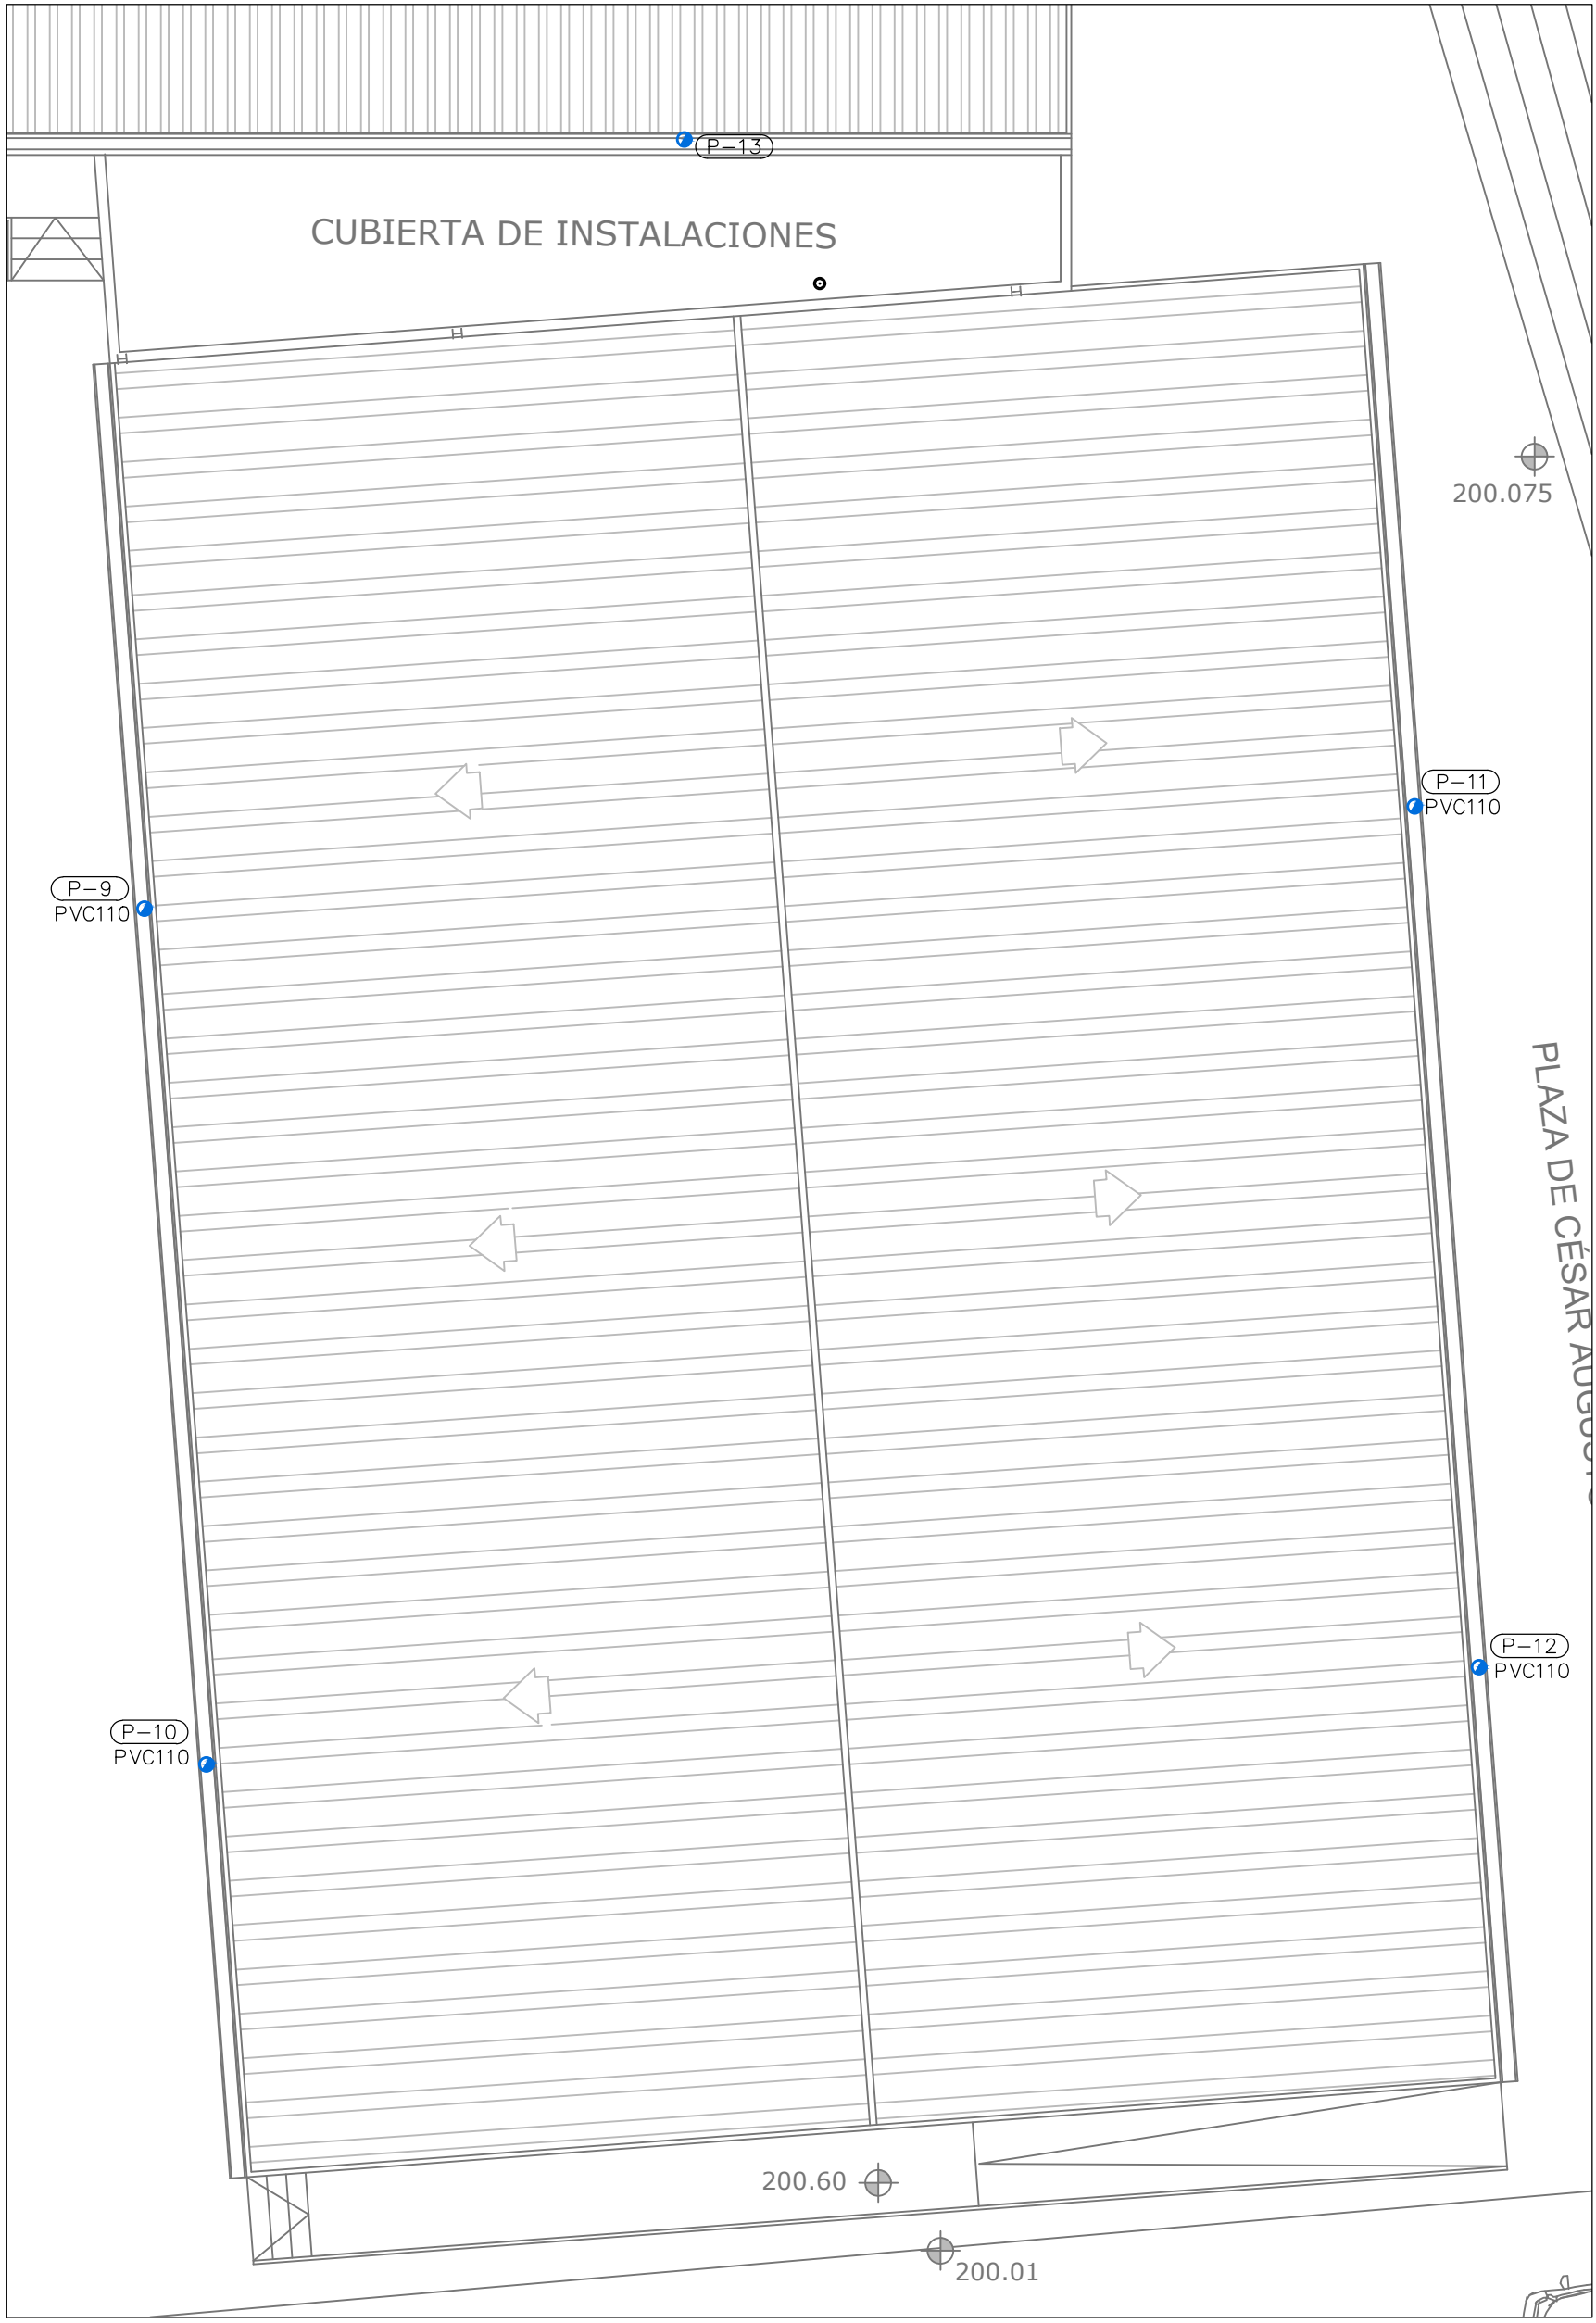 P-13
CUBIERTA DE INSTALACIONES
200.075
P-11
PVC110
P-9
PVC110
PLAZA DE CÉSAR AUGUSTO
P-12
PVC110
P-10
PVC110
200.60
200.01